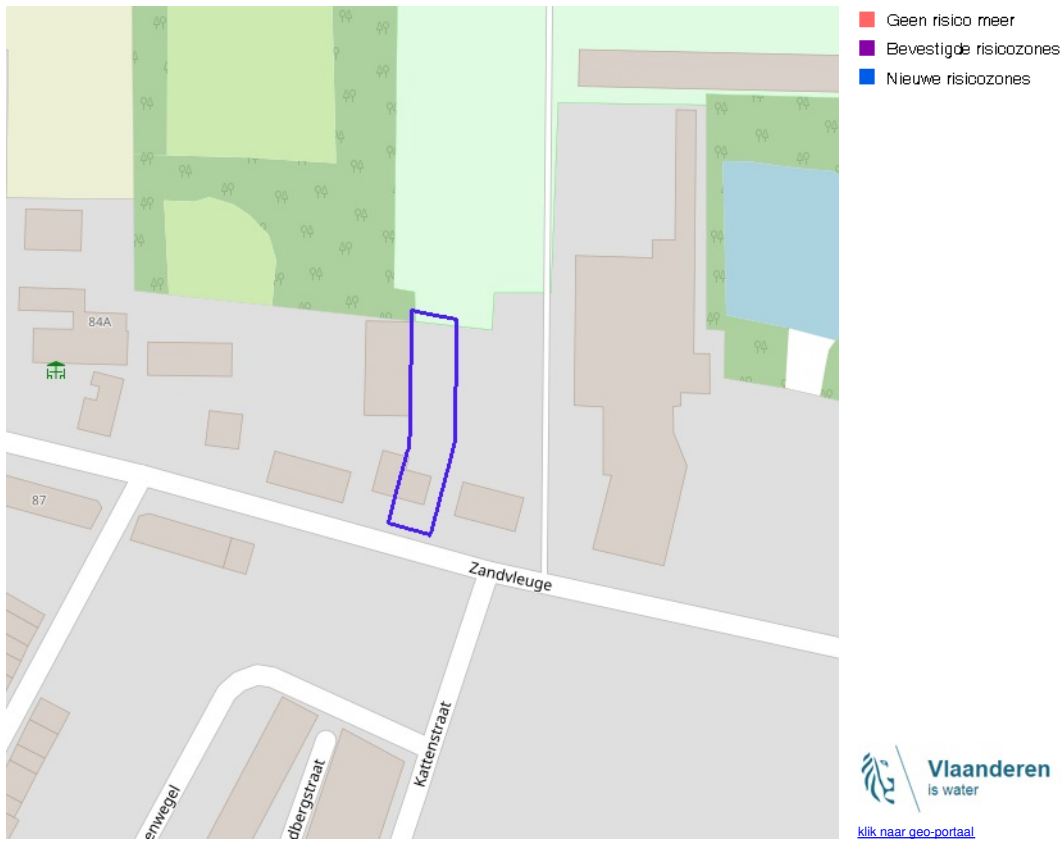 Geen risico meer
Bevestigde risicozones
Nieuwe risicozones
84A
87
Zandvleuge
Kattenstraat
Vlaanderen
is water
klik naar geo-portaal